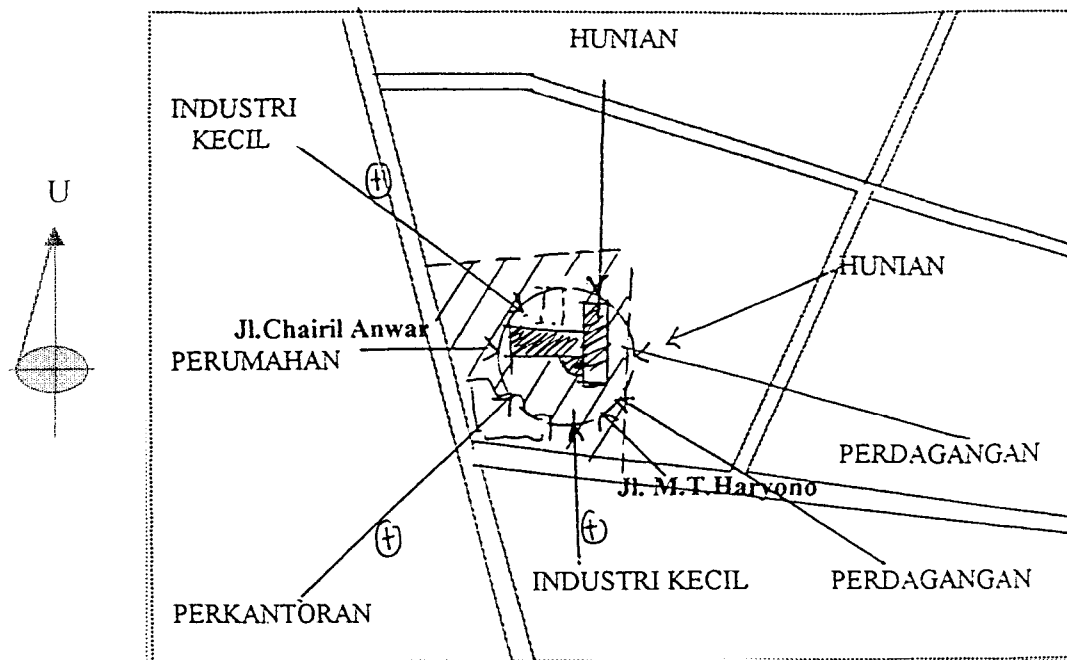 HUNIAN
INDUSTRI
KECIL
U
HUNIAN
Jl.Chairil Anwar
PERUMAHAN
PERDAGANGAN
Jl. M.T.Haryono
INDUSTRI KECIL
PERDAGANGAN
PERKANTORAN
+
+
+